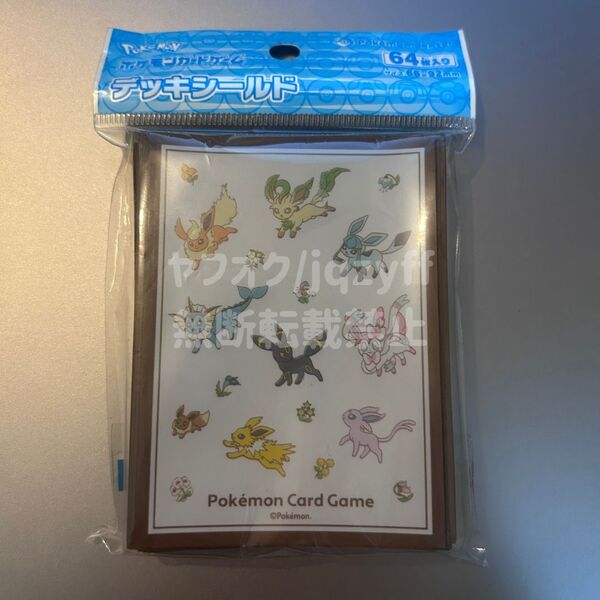 Pokémon
ポケモンカードゲーム
デッキシールド
64枚入り
ヤフオク/jqzyff
無断転載禁止
Pokémon Card Game
©Pokémon.